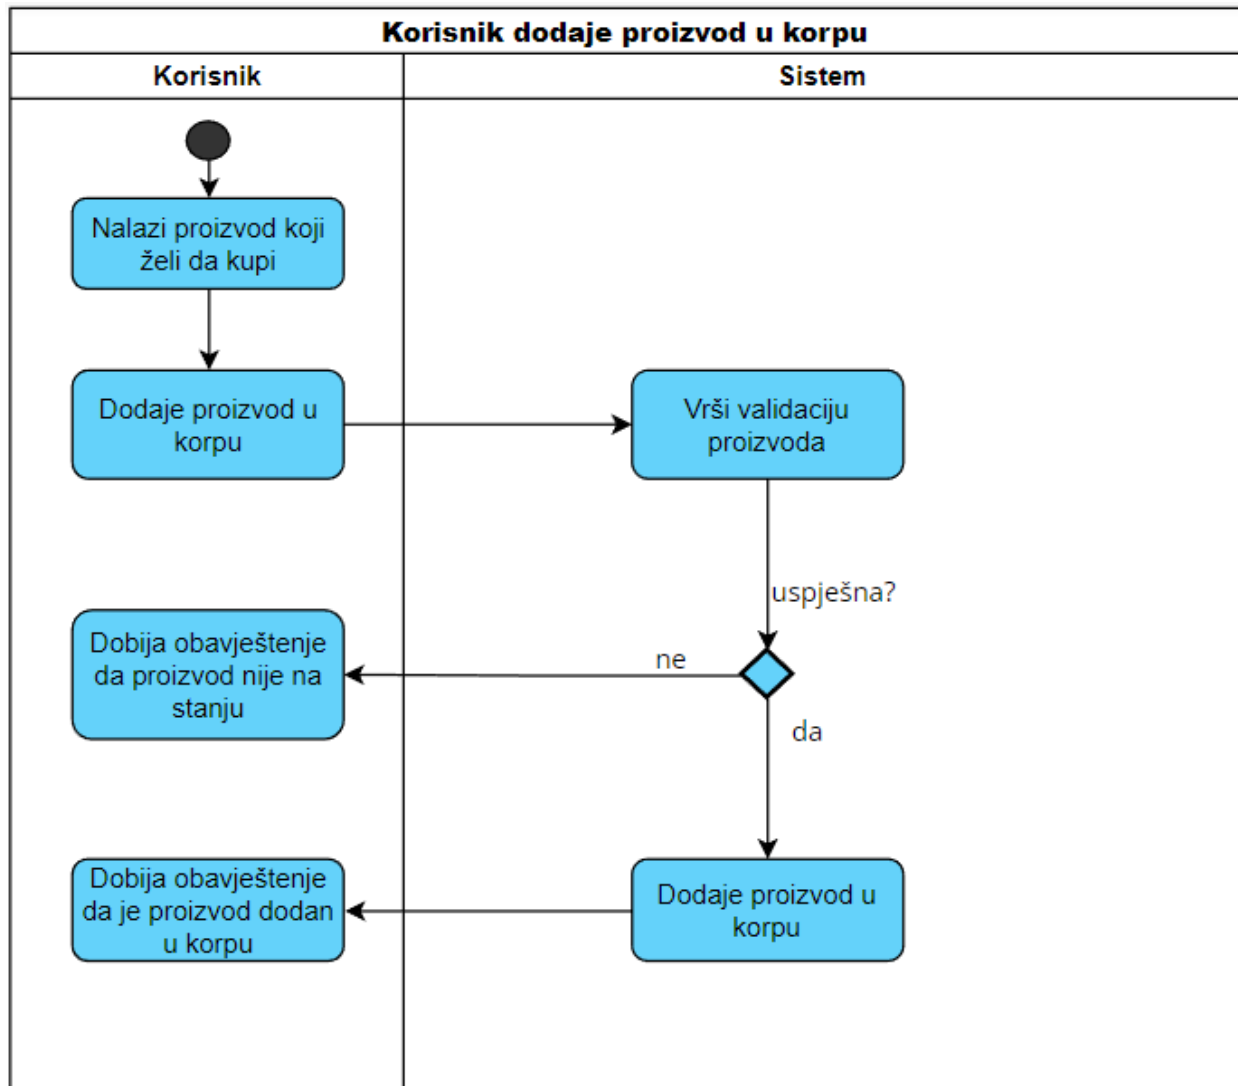 Korisnik dodaje proizvod u korpu
Korisnik
Sistem
Nalazi proizvod koji
želi da kupi
Dodaje proizvod u
korpu
Vrši validaciju
proizvoda
uspješna?
Dobija obavještenje
da proizvod nije na
stanju
ne
da
Dobija obavještenje
da je proizvod dodan
u korpu
Dodaje proizvod u
korpu